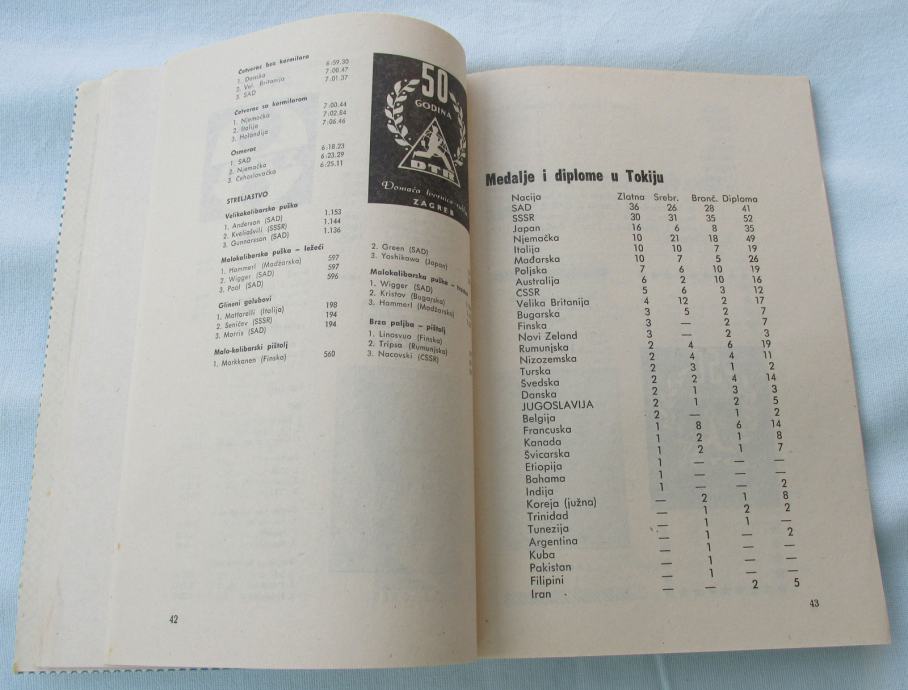 Četverac bez kormilara 6:59.30
1. Danska 7:00.47
2. Vel. Britanija 7:01.37
3. SAD
Četverac sa kormilarom
1. Njemačka 7:00.44
2. Italija 7:02.84
3. Holandija 7:06.46
Osmerac
1. SAD 6:18.23
2. Njemačka 6:23.29
3. Čehoslovačka 6:25.11
STRELJAŠTVO
Velikokalibarska puška
1. Anderson (SAD) 1.153
2. Kveliašvili (SSSR) 1.144
3. Gunnarsson (SAD) 1.136
Malokalibarska puška – ležeći
1. Hammerl (Madžarska) 597
2. Wigger (SAD) 597
3. Pool (SAD) 596
Glineni golubovi
1. Mattarelli (Italija) 198
2. Seničev (SSSR) 194
3. Morris (SAD) 194
Malo-kalibarski pištolj
1. Markkanen (Finska) 560
50
GODINA
DTR
Domaća tvornica
ZAGREB
2. Green (SAD)
3. Yoshikawa (Japan)
Malokalibarska puška –
1. Wigger (SAD)
2. Kristov (Bugarska)
3. Hammerl (Madžarska)
Brza paljba – pištolj
1. Linosvuo (Finska)
2. Tripsa (Rumunjska)
3. Nacovski (ČSSR)
42
Medalje i diplome u Tokiju
Nacija Zlatna Srebr. Bronč. Diploma
SAD 36 26 28 41
SSSR 30 31 35 52
Japan 16 6 8 35
Njemačka 10 21 18 49
Italija 10 10 7 19
Mađarska 10 7 5 26
Poljska 7 6 10 19
Australija 6 2 10 16
ČSSR 5 6 3 12
Velika Britanija 4 12 2 17
Bugarska 3 5 2 7
Finska 3 — 2 7
Novi Zeland 3 — 2 3
Rumunjska 2 4 6 19
Nizozemska 2 4 4 11
Turska 2 3 1 2
Švedska 2 2 4 14
Danska 2 1 3 3
JUGOSLAVIJA 2 1 2 5
Belgija 2 — 1 2
Francuska 1 8 6 14
Kanada 1 2 1 8
Švicarska 1 2 1 7
Etiopija 1 — — —
Bahama 1 — — —
Indija 1 — — 2
Koreja (južna) — 2 1 8
Trinidad — 1 2 2
Tunezija — 1 1 —
Argentina — 1 — 2
Kuba — 1 — —
Pakistan — 1 — —
Filipini — 1 — —
Iran — — 2 5
43